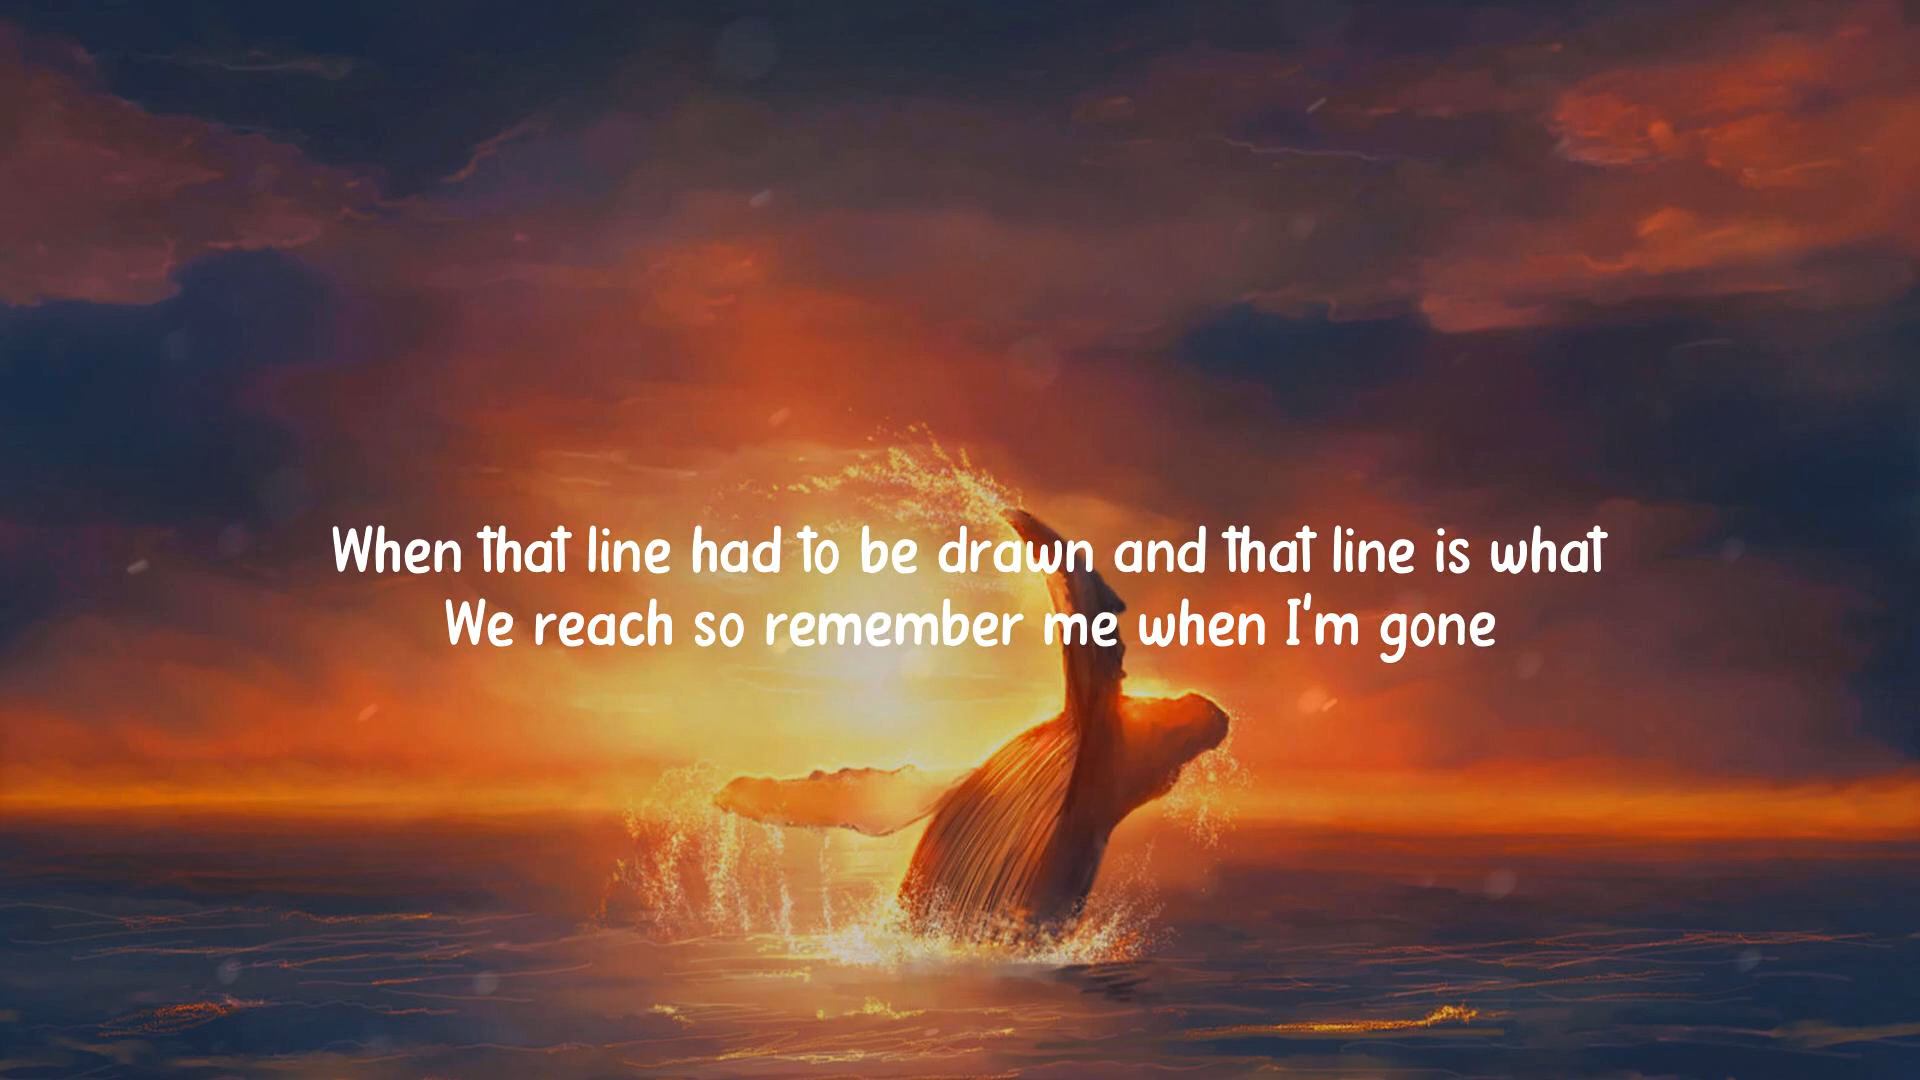 When that line had to be drawn and that line is what
We reach so remember me when I'm gone